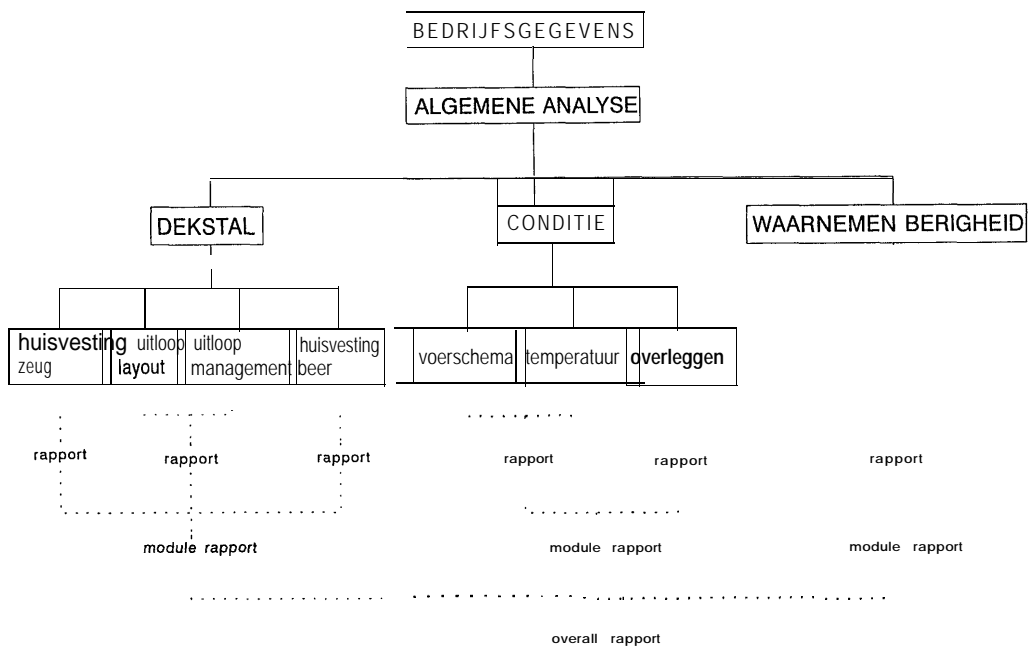 BEDRIJFSGEGEVENS
ALGEMENE ANALYSE
DEKSTAL
CONDITIE
WAARNEMEN BERIGHEID
huisvesting
zeug
uitloop
layout
uitloop
management
huisvesting
beer
voerschema
temperatuur
overleggen
rapport
rapport
rapport
rapport
rapport
rapport
module rapport
module rapport
module rapport
overall rapport